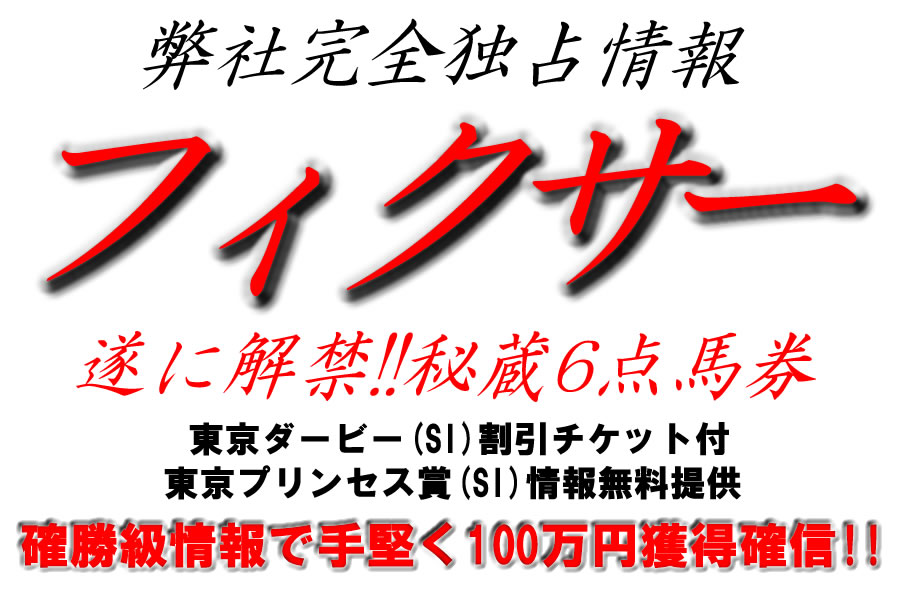 弊社完全独占情報
フィクサー
遂に解禁!!秘蔵6点馬券
東京ダービー(SI)割引チケット付
東京プリンセス賞(SI)情報無料提供
確勝級情報で手堅く100万円獲得確信!!